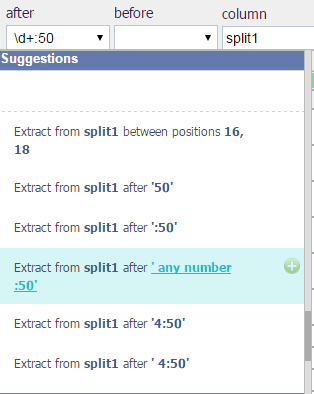 after before column
\d+:50 split1
Suggestions
Extract from split1 between positions 16,
18
Extract from split1 after '50'
Extract from split1 after ':50'
Extract from split1 after ' any number
:50'
Extract from split1 after '4:50'
Extract from split1 after ' 4:50'